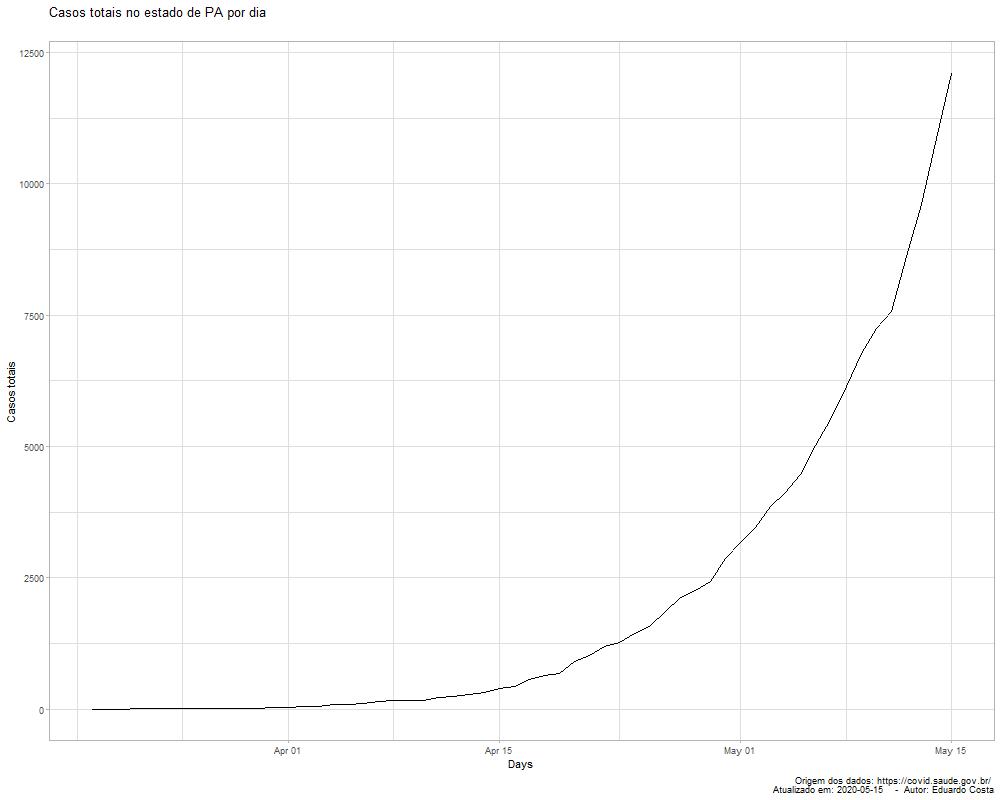 Casos totais no estado de PA por dia
12500
10000
7500
5000
2500
0
Casos totais
Apr 01
Apr 15
May 01
May 15
Days
Origem dos dados: https://covid.saude.gov.br/
Atualizado em: 2020-05-15 - Autor: Eduardo Costa